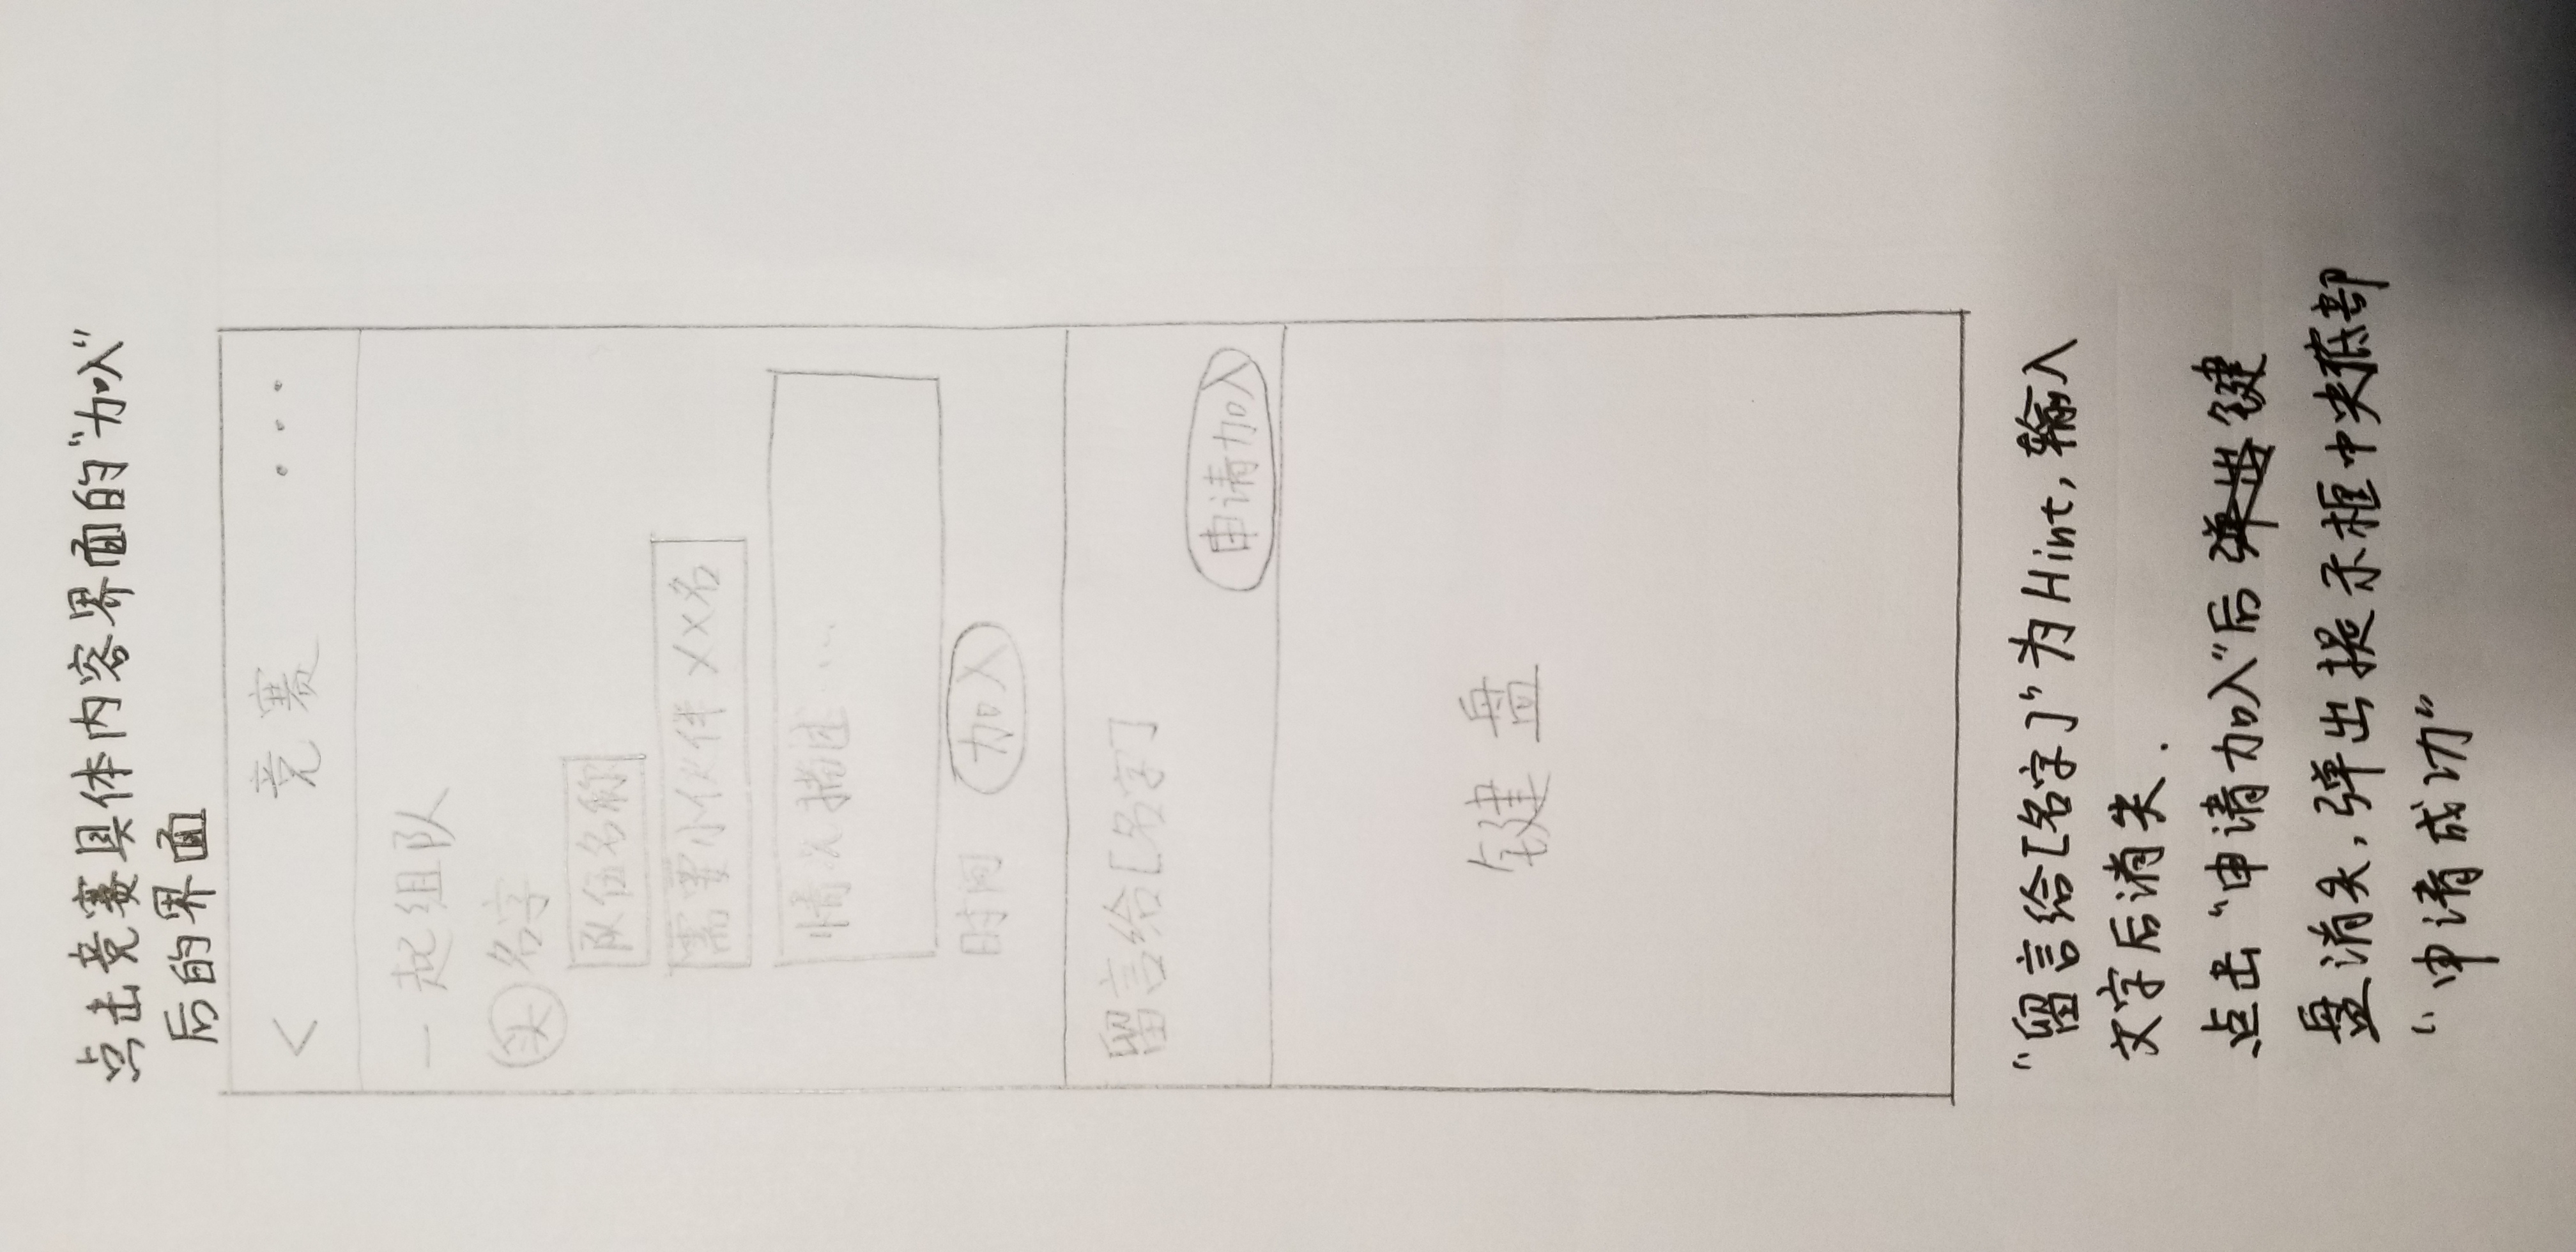 点击竞赛具体内容界面的"加入"
后的界面
< 竞赛 ···
一起组队
头 名字
队伍名称
需要小伙伴 XX名
情况描述 ...
时间 加入
留言给[名字]
申请加入
键盘
"留言给[名字]"为Hint,输入
文字后消失.
点击"申请加入"后弹出键
盘消失,弹出提示框中央底部
"申请成功"